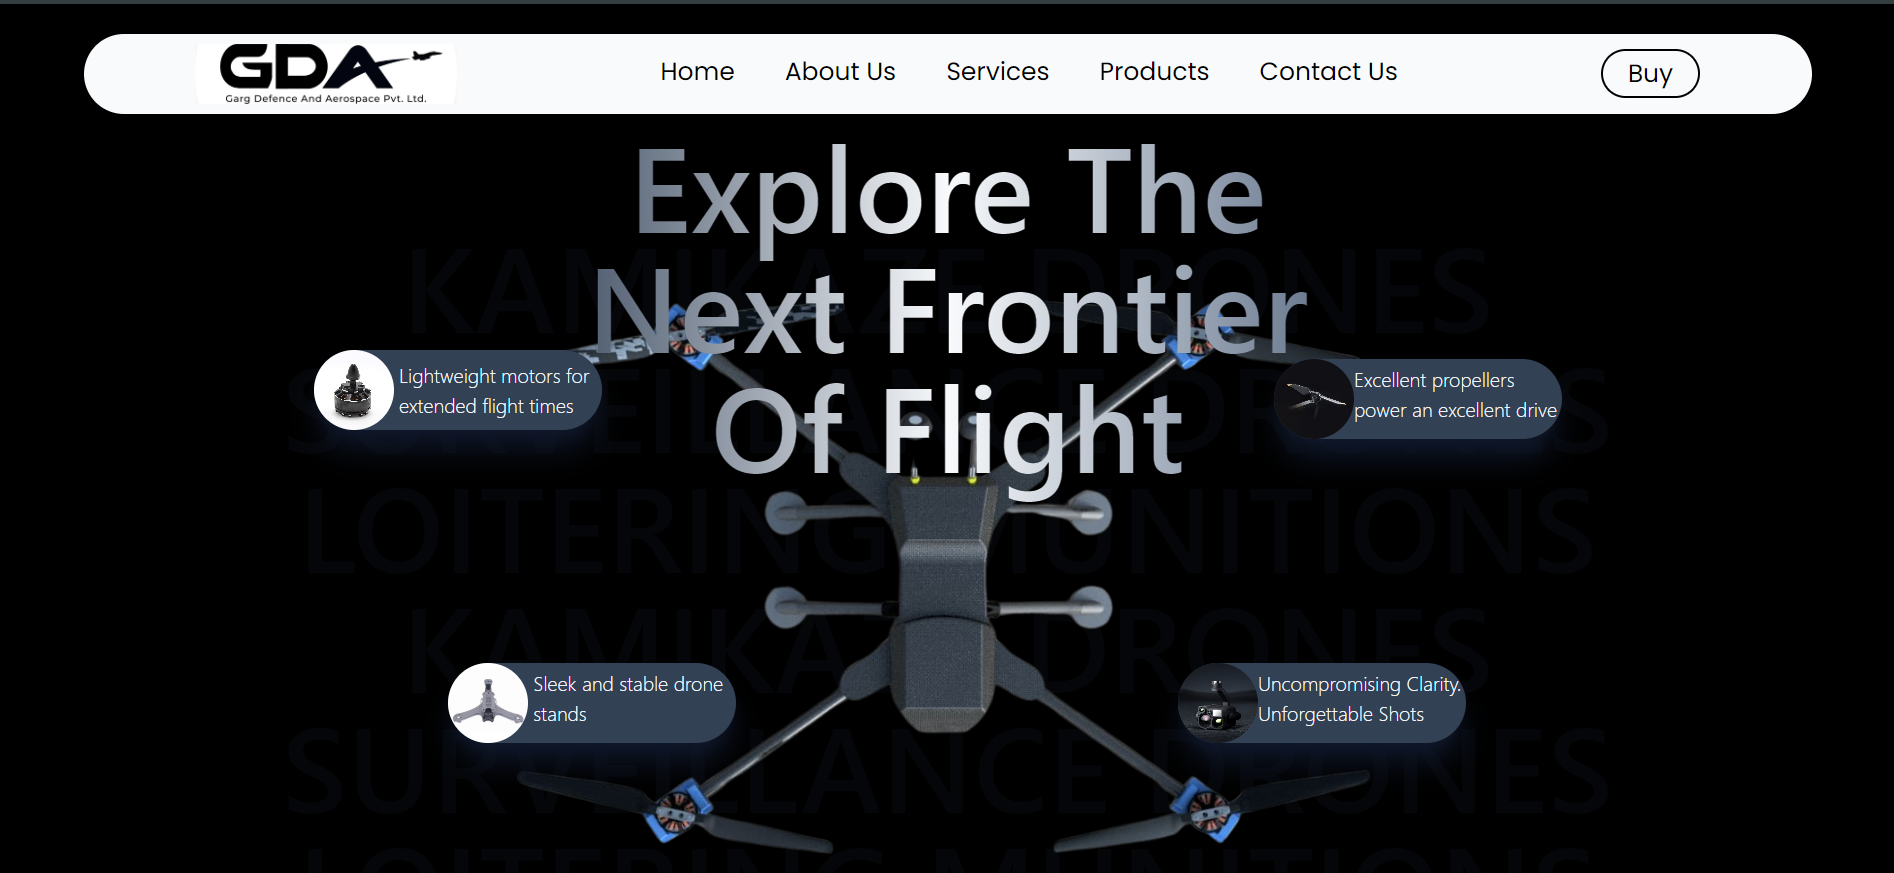 GDA
Garg Defence And Aerospace Pvt. Ltd.
Home
About Us
Services
Products
Contact Us
Buy
Explore The
Next Frontier
Of Flight
KAMIKAZE DRONES
SURVEILLANCE DRONES
LOITERING MUNITIONS
KAMIKAZE DRONES
SURVEILLANCE DRONES
LOITERING MUNITIONS
Lightweight motors for
extended flight times
Excellent propellers
power an excellent drive
Sleek and stable drone
stands
Uncompromising Clarity.
Unforgettable Shots